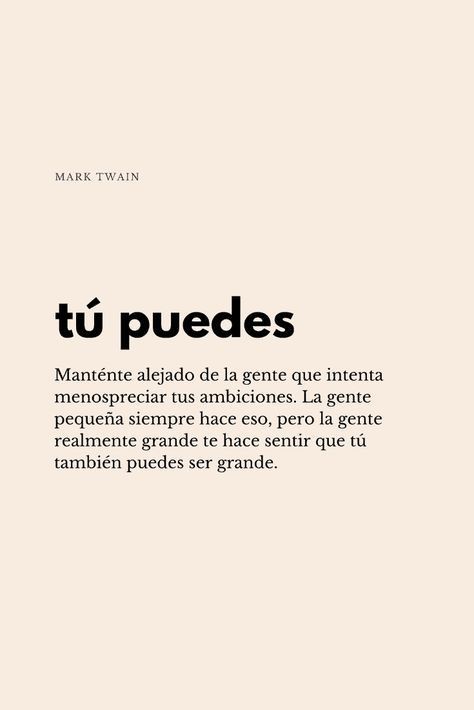 MARK TWAIN
tú puedes
Manténte alejado de la gente que intenta
menospreciar tus ambiciones. La gente
pequeña siempre hace eso, pero la gente
realmente grande te hace sentir que tú
también puedes ser grande.